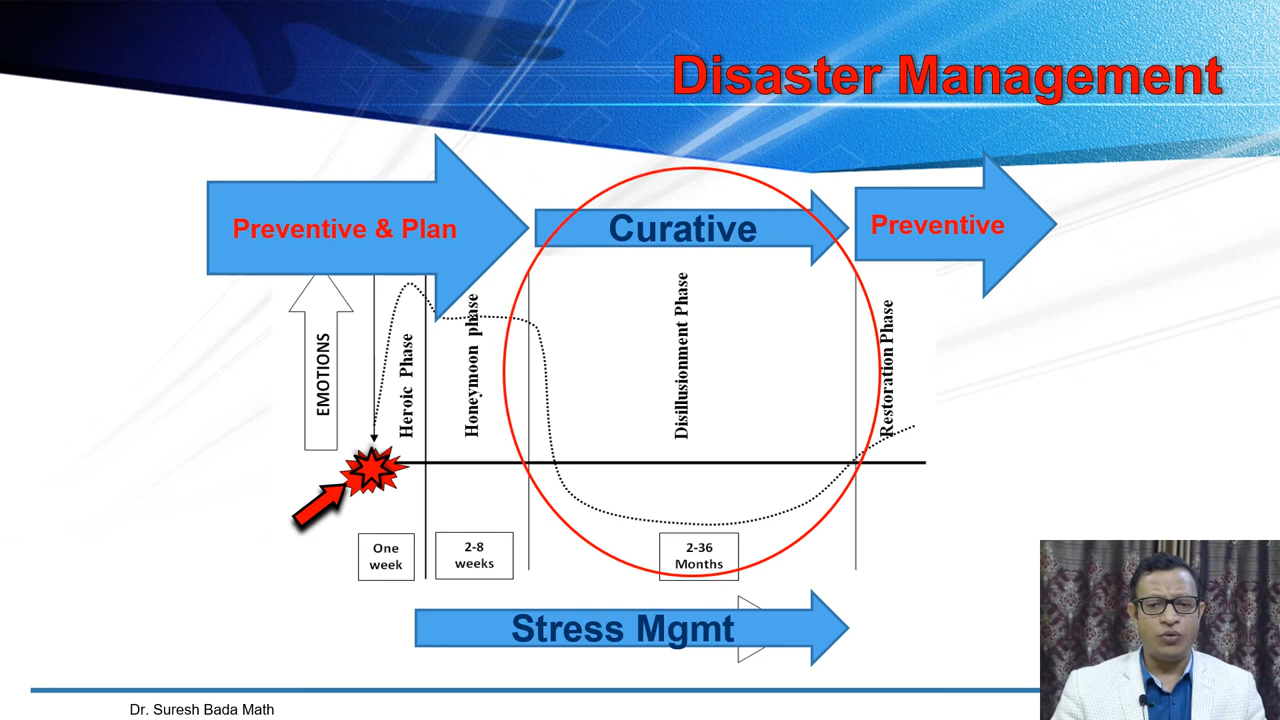 Disaster Management
Preventive & Plan
Curative
Preventive
EMOTIONS
Heroic Phase
Honeymoon phase
Disillusionment Phase
Restoration Phase
One
week
2-8
weeks
2-36
Months
Stress Mgmt
Dr. Suresh Bada Math